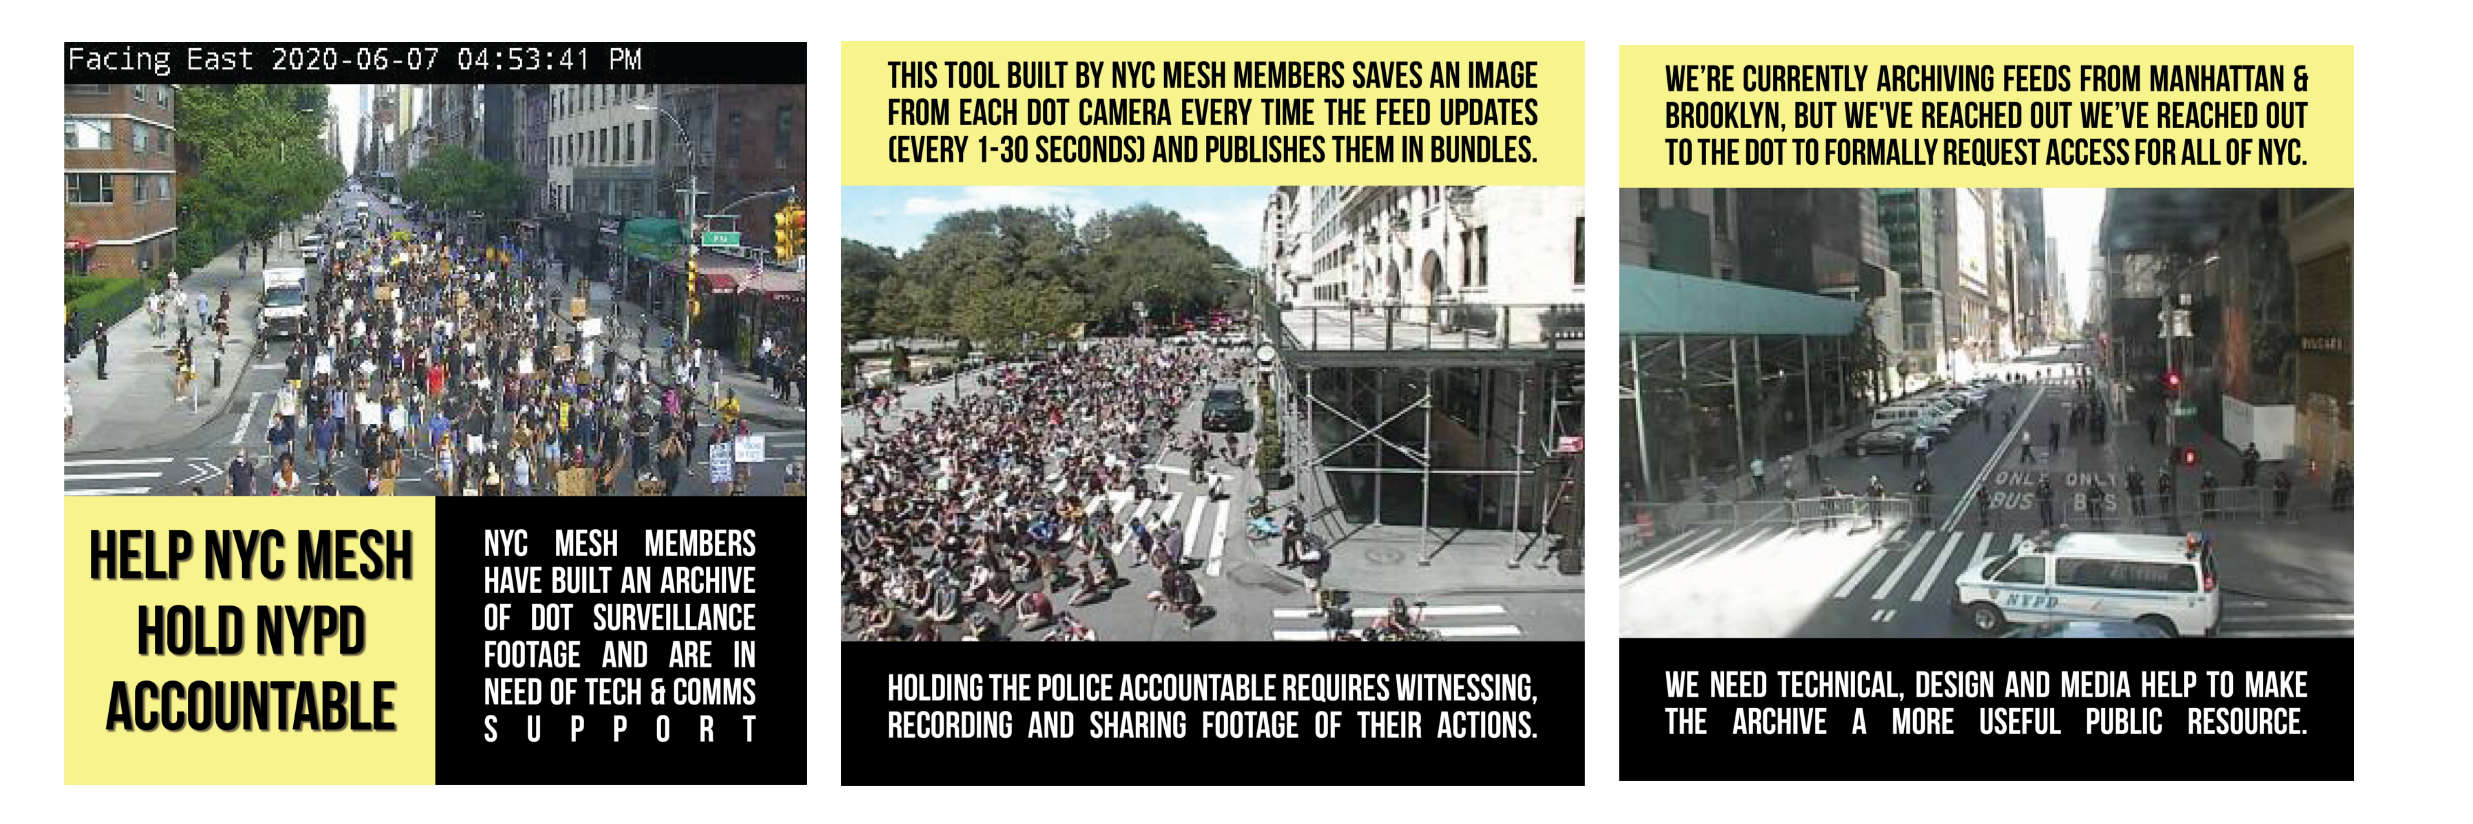 Facing East 2020-06-07 04:53:41 PM
HELP NYC MESH
HOLD NYPD
ACCOUNTABLE
NYC MESH MEMBERS
HAVE BUILT AN ARCHIVE
OF DOT SURVEILLANCE
FOOTAGE AND ARE IN
NEED OF TECH & COMMS
SUPPORT
THIS TOOL BUILT BY NYC MESH MEMBERS SAVES AN IMAGE
FROM EACH DOT CAMERA EVERY TIME THE FEED UPDATES
(EVERY 1-30 SECONDS) AND PUBLISHES THEM IN BUNDLES.
HOLDING THE POLICE ACCOUNTABLE REQUIRES WITNESSING,
RECORDING AND SHARING FOOTAGE OF THEIR ACTIONS.
WE'RE CURRENTLY ARCHIVING FEEDS FROM MANHATTAN &
BROOKLYN, BUT WE'VE REACHED OUT WE'VE REACHED OUT
TO THE DOT TO FORMALLY REQUEST ACCESS FOR ALL OF NYC.
ONLY ONLY
BUS BUS
NYPD
WE NEED TECHNICAL, DESIGN AND MEDIA HELP TO MAKE
THE ARCHIVE A MORE USEFUL PUBLIC RESOURCE.